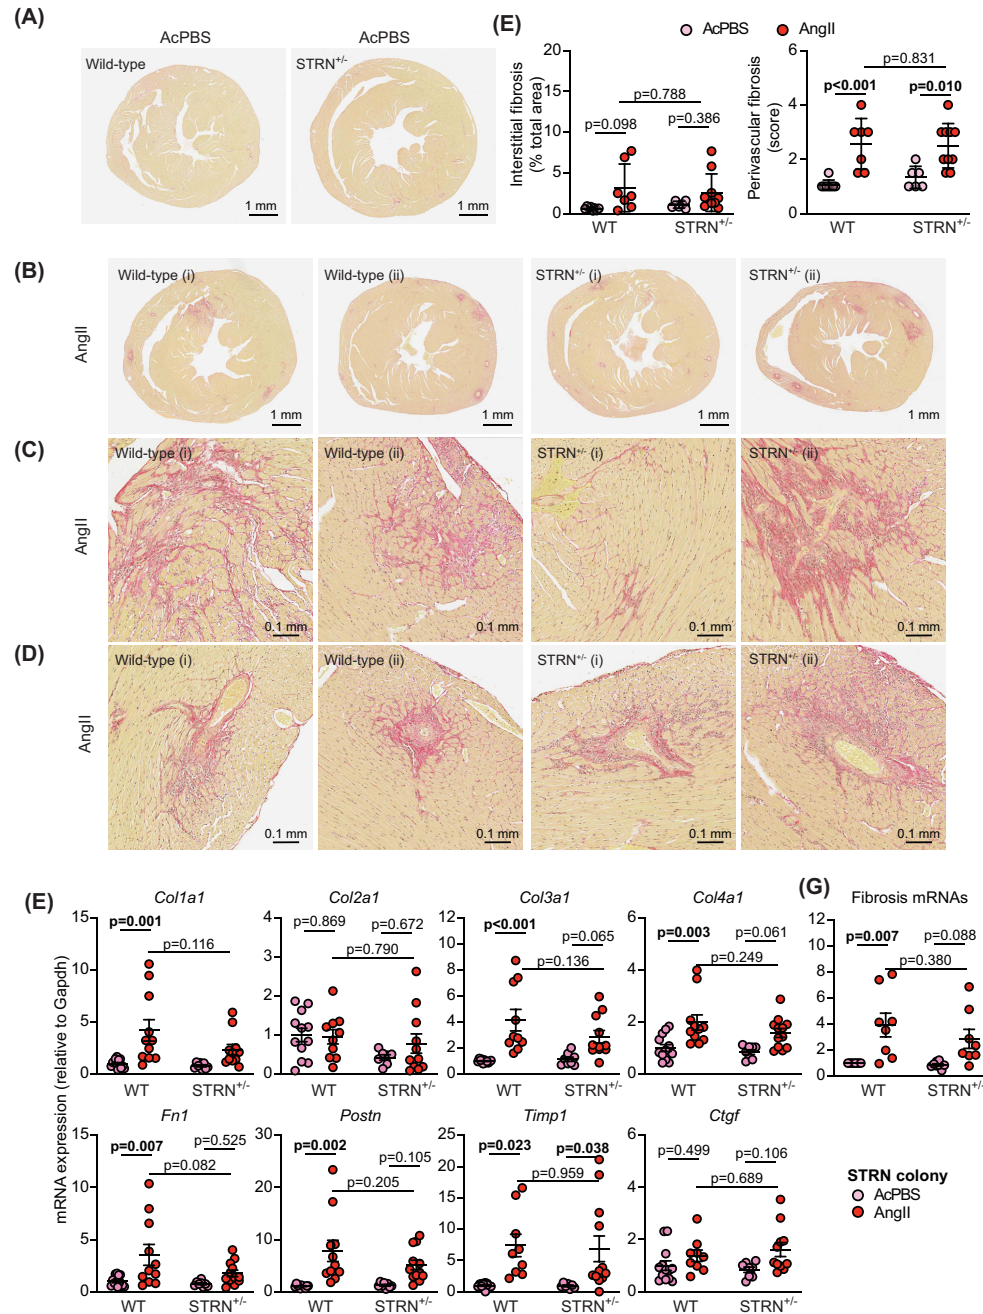 (A)
AcPBS
AcPBS
Wild-type
STRN+/-
1 mm
1 mm
(E)
AcPBS
AngII
Interstitial fibrosis
(% total area)
20
15
10
5
0
p=0.788
p=0.098
p=0.386
WT
STRN+/-
Perivascular fibrosis
(score)
6
4
2
0
p=0.831
p<0.001
p=0.010
WT
STRN+/-
(B)
AngII
Wild-type (i)
Wild-type (ii)
STRN+/- (i)
STRN+/- (ii)
1 mm
1 mm
1 mm
1 mm
(C)
AngII
Wild-type (i)
Wild-type (ii)
STRN+/- (i)
STRN+/- (ii)
0.1 mm
0.1 mm
0.1 mm
0.1 mm
(D)
AngII
Wild-type (i)
Wild-type (ii)
STRN+/- (i)
STRN+/- (ii)
0.1 mm
0.1 mm
0.1 mm
0.1 mm
(E)
mRNA expression (relative to Gapdh)
Col1a1
15
10
5
0
p=0.001
p=0.116
WT
STRN+/-
Col2a1
4
3
2
1
0
p=0.869
p=0.672
p=0.790
WT
STRN+/-
Col3a1
12
9
6
3
0
p<0.001
p=0.065
p=0.136
WT
STRN+/-
Col4a1
6
4
2
0
p=0.003
p=0.061
p=0.249
WT
STRN+/-
(G)
Fibrosis mRNAs
12
10
8
6
4
2
0
p=0.007
p=0.088
p=0.380
WT
STRN+/-
Fn1
15
10
5
0
p=0.525
p=0.007
p=0.082
WT
STRN+/-
Postn
30
20
10
0
p=0.002
p=0.105
p=0.205
WT
STRN+/-
Timp1
25
20
15
10
5
0
p=0.023
p=0.038
p=0.959
WT
STRN+/-
Ctgf
6
4
2
0
p=0.499
p=0.106
p=0.689
WT
STRN+/-
STRN colony
AcPBS
AngII